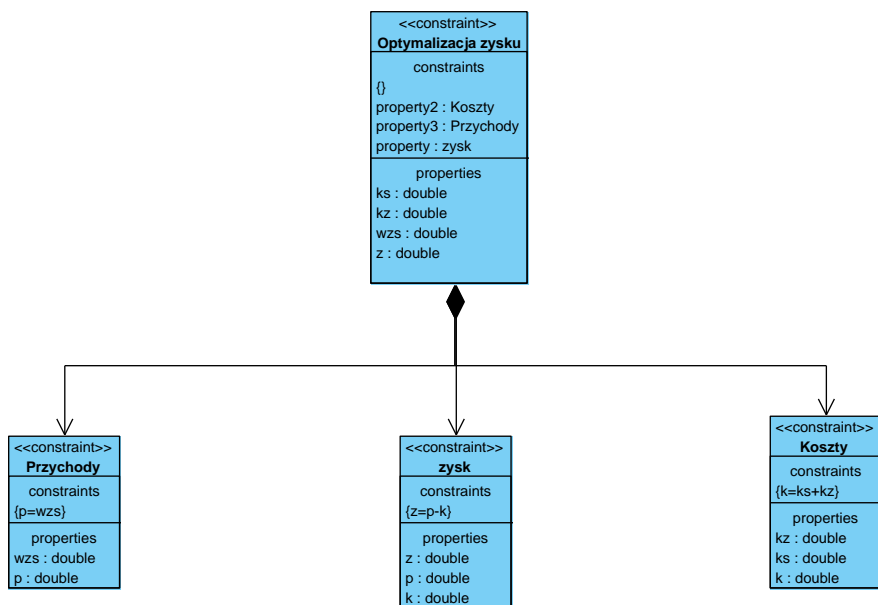 <<constraint>>
Optymalizacja zysku
constraints
{}
property2 : Koszty
property3 : Przychody
property : zysk
properties
ks : double
kz : double
wzs : double
z : double
<<constraint>>
Przychody
constraints
{p=wzs}
properties
wzs : double
p : double
<<constraint>>
zysk
constraints
{z=p-k}
properties
z : double
p : double
k : double
<<constraint>>
Koszty
constraints
{k=ks+kz}
properties
kz : double
ks : double
k : double